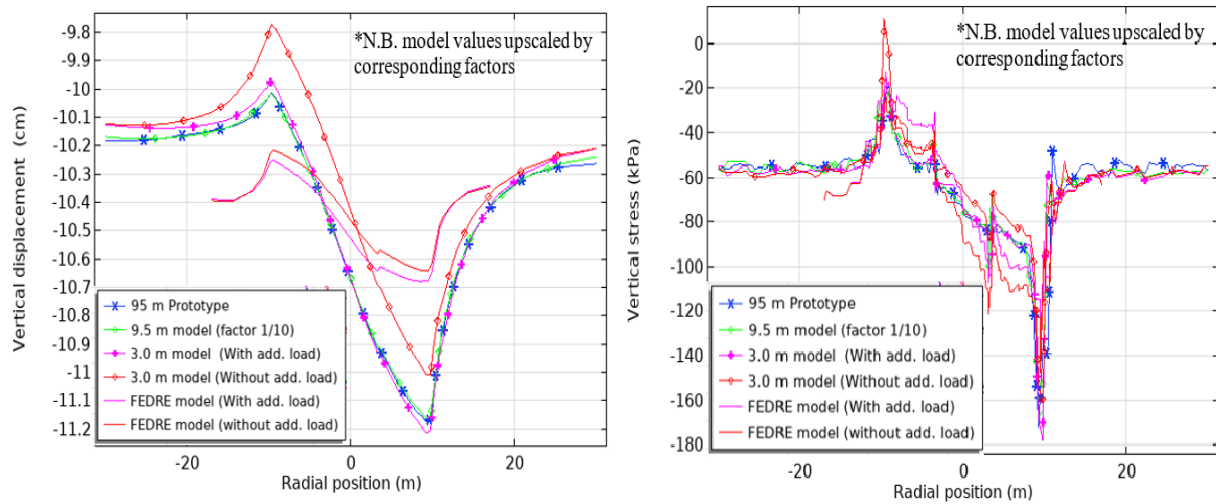 -9.8
-9.9
-10
-10.1
-10.2
-10.3
-10.4
-10.5
-10.6
-10.7
-10.8
-10.9
-11
-11.1
-11.2
Vertical displacement (cm)
*N.B. model values upscaled by
corresponding factors
95 m Prototype
9.5 m model (factor 1/10)
3.0 m model (With add. load)
3.0 m model (Without add. load)
FEDRE model (With add. load)
FEDRE model (without add. load)
-20
0
20
Radial position (m)
0
-20
-40
-60
-80
-100
-120
-140
-160
-180
Vertical stress (kPa)
*N.B. model values upscaled by
corresponding factors
95 m Prototype
9.5 m model (factor 1/10)
3.0 m model (With add. load)
3.0 m model (Without add. load)
FEDRE model (With add. load)
FEDRE model (without add. load)
-20
0
20
Radial position (m)